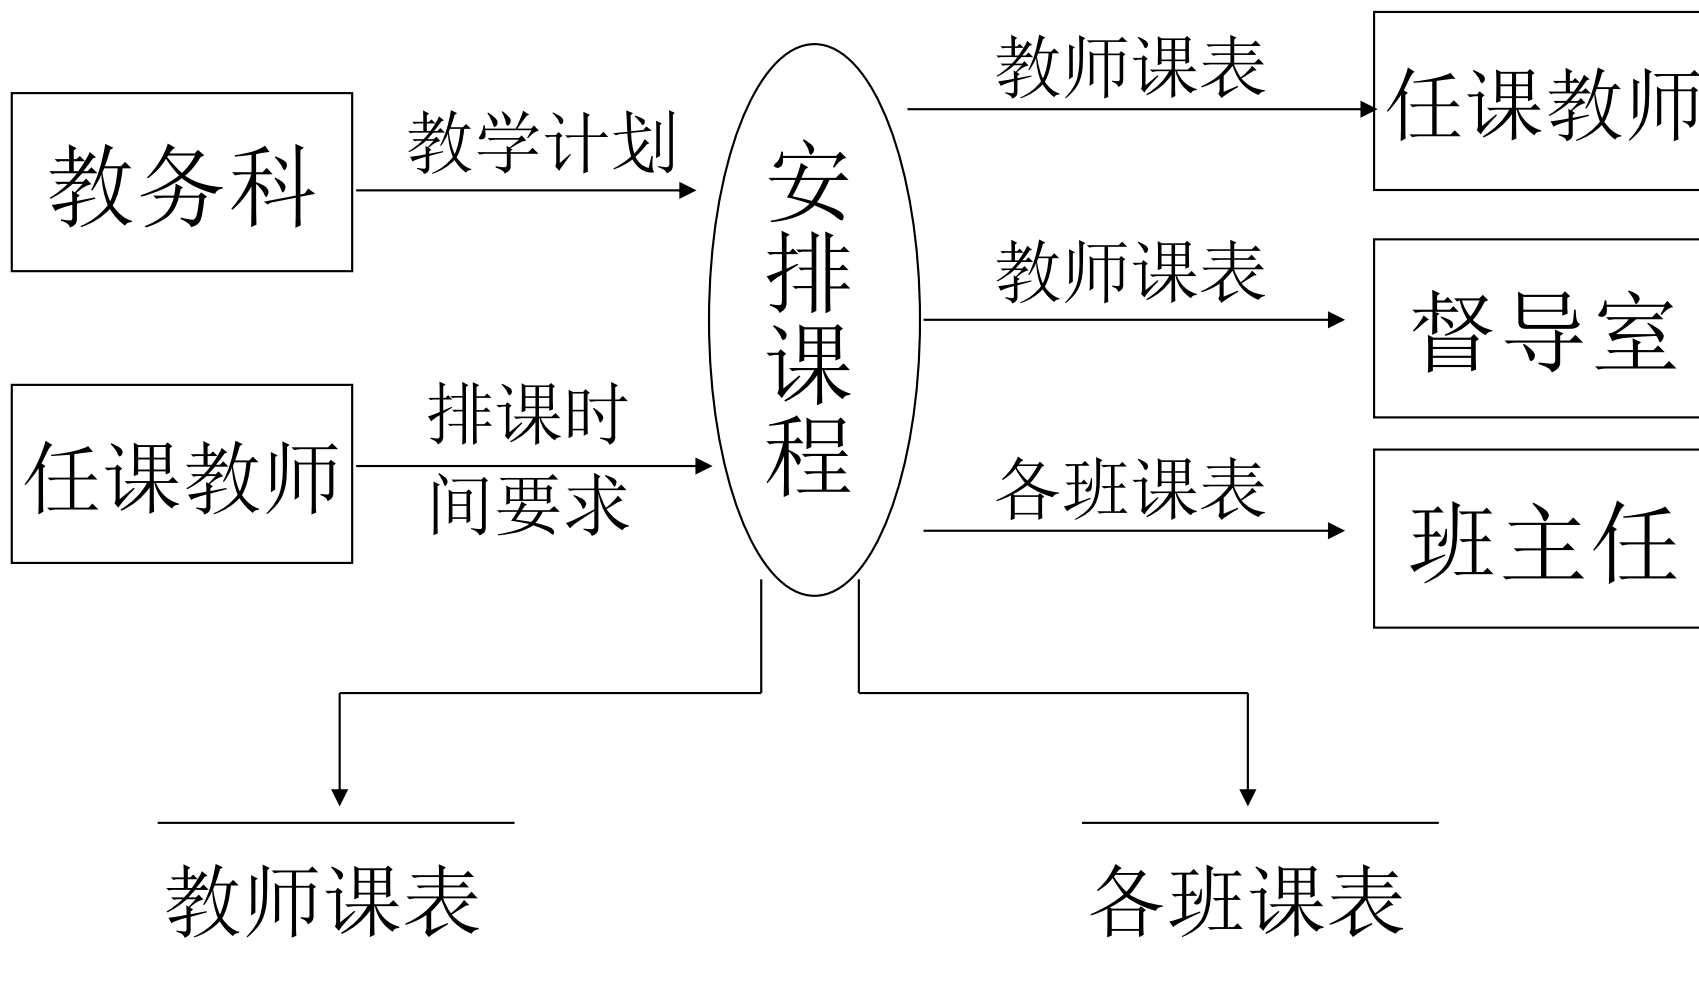 教务科
教学计划
任课教师
排课时
间要求
安
排
课
程
教师课表
任课教师
教师课表
督导室
各班课表
班主任
教师课表
各班课表